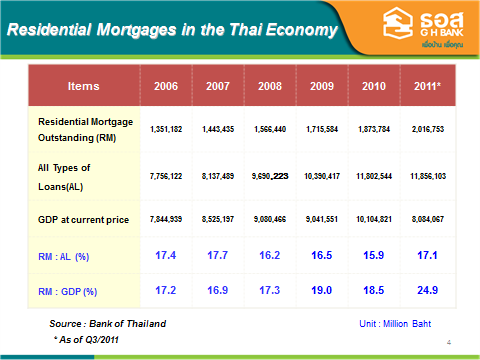 Residential Mortgages in the Thai Economy
ธอส
G H BANK
เพื่อบ้าน เพื่อคุณ
Items 2006 2007 2008 2009 2010 2011*
Residential Mortgage
Outstanding (RM) 1,351,182 1,443,435 1,566,440 1,715,584 1,873,784 2,016,753
All Types of
Loans(AL) 7,756,122 8,137,489 9,690,223 10,390,417 11,802,544 11,856,103
GDP at current price 7,844,939 8,525,197 9,080,466 9,041,551 10,104,821 8,084,067
RM : AL (%) 17.4 17.7 16.2 16.5 15.9 17.1
RM : GDP (%) 17.2 16.9 17.3 19.0 18.5 24.9
Source : Bank of Thailand Unit : Million Baht
* As of Q3/2011
4